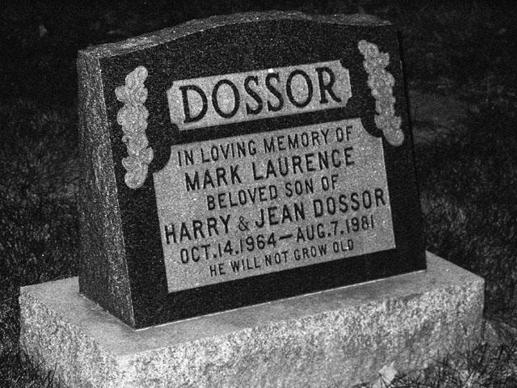 DOSSOR
IN LOVING MEMORY OF
MARK LAURENCE
BELOVED SON OF
HARRY & JEAN DOSSOR
OCT. 14. 1964 — AUG. 7. 1981
HE WILL NOT GROW OLD